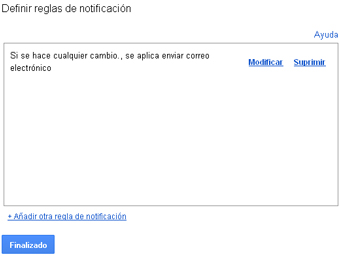 Definir reglas de notificación
Ayuda
Si se hace cualquier cambio., se aplica enviar correo
electrónico
Modificar Suprimir
+ Añadir otra regla de notificación
Finalizado